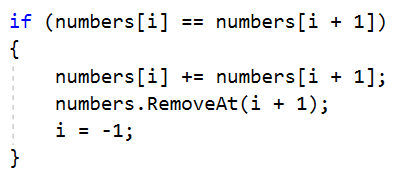 if (numbers[i] == numbers[i + 1])
{
    numbers[i] += numbers[i + 1];
    numbers.RemoveAt(i + 1);
    i = -1;
}